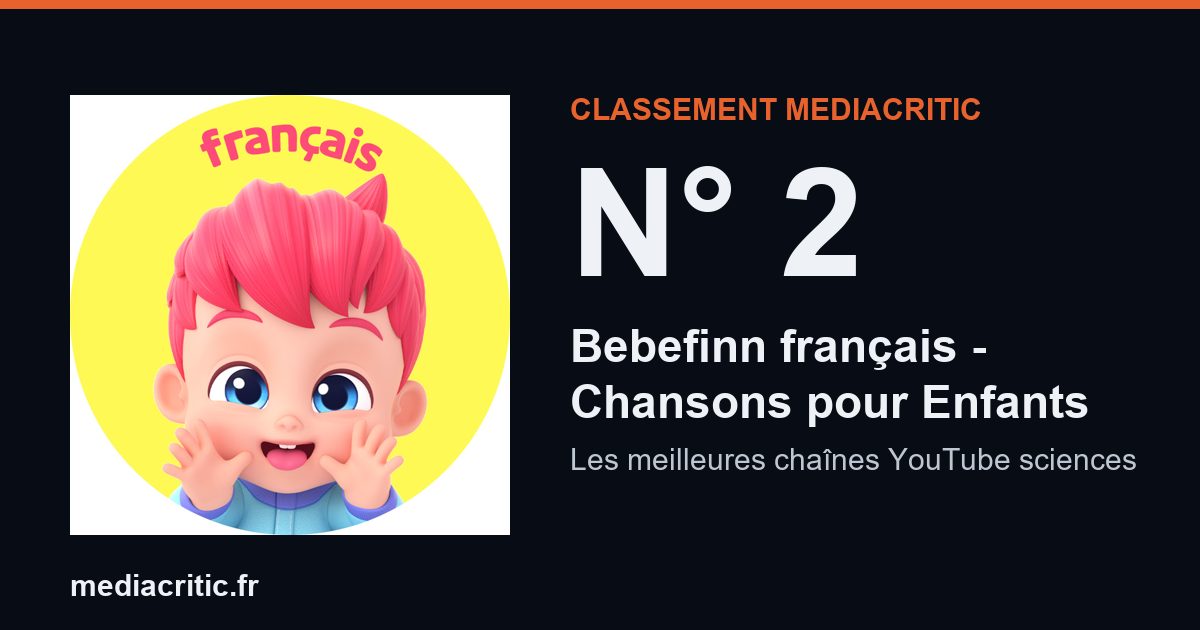 français
CLASSEMENT MEDIACRITIC
N° 2
Bebefinn français -
Chansons pour Enfants
Les meilleures chaînes YouTube sciences
mediacritic.fr